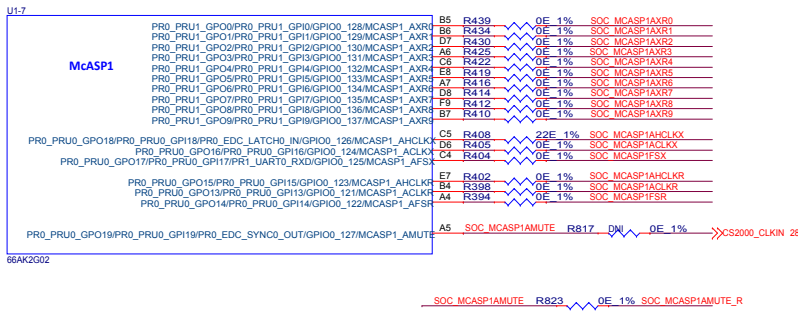 U1-7
McASP1
PR0_PRU1_GPO0/PR0_PRU1_GPI0/GPIO0_128/MCASP1_AXR0 B5 R439 0E_1% SOC_MCASP1AXR0
PR0_PRU1_GPO1/PR0_PRU1_GPI1/GPIO0_129/MCASP1_AXR1 B6 R434 0E_1% SOC_MCASP1AXR1
PR0_PRU1_GPO2/PR0_PRU1_GPI2/GPIO0_130/MCASP1_AXR2 D7 R430 0E_1% SOC_MCASP1AXR2
PR0_PRU1_GPO3/PR0_PRU1_GPI3/GPIO0_131/MCASP1_AXR3 A6 R425 0E_1% SOC_MCASP1AXR3
PR0_PRU1_GPO4/PR0_PRU1_GPI4/GPIO0_132/MCASP1_AXR4 C6 R422 0E_1% SOC_MCASP1AXR4
PR0_PRU1_GPO5/PR0_PRU1_GPI5/GPIO0_133/MCASP1_AXR5 E8 R419 0E_1% SOC_MCASP1AXR5
PR0_PRU1_GPO6/PR0_PRU1_GPI6/GPIO0_134/MCASP1_AXR6 A7 R416 0E_1% SOC_MCASP1AXR6
PR0_PRU1_GPO7/PR0_PRU1_GPI7/GPIO0_135/MCASP1_AXR7 D8 R414 0E_1% SOC_MCASP1AXR7
PR0_PRU1_GPO8/PR0_PRU1_GPI8/GPIO0_136/MCASP1_AXR8 F9 R412 0E_1% SOC_MCASP1AXR8
PR0_PRU1_GPO9/PR0_PRU1_GPI9/GPIO0_137/MCASP1_AXR9 B7 R410 0E_1% SOC_MCASP1AXR9
PR0_PRU0_GPO18/PR0_PRU0_GPI18/PR0_EDC_LATCH0_IN/GPIO0_126/MCASP1_AHCLKX C5 R408 22E_1% SOC_MCASP1AHCLKX
PR0_PRU0_GPO16/PR0_PRU0_GPI16/GPIO0_124/MCASP1_ACLKX D6 R405 0E_1% SOC_MCASP1ACLKX
PR0_PRU0_GPO17/PR0_PRU0_GPI17/PR1_UART0_RXD/GPIO0_125/MCASP1_AFSX C4 R404 0E_1% SOC_MCASP1FSX
PR0_PRU0_GPO15/PR0_PRU0_GPI15/GPIO0_123/MCASP1_AHCLKR E7 R402 0E_1% SOC_MCASP1AHCLKR
PR0_PRU0_GPO13/PR0_PRU0_GPI13/GPIO0_121/MCASP1_ACLKR B4 R398 0E_1% SOC_MCASP1ACLKR
PR0_PRU0_GPO14/PR0_PRU0_GPI14/GPIO0_122/MCASP1_AFSR A4 R394 0E_1% SOC_MCASP1FSR
PR0_PRU0_GPO19/PR0_PRU0_GPI19/PR0_EDC_SYNC0_OUT/GPIO0_127/MCASP1_AMUTE A5 SOC_MCASP1AMUTE R817 DNI 0E_1% CS2000_CLKIN 28
66AK2G02
SOC_MCASP1AMUTE R823 0E_1% SOC_MCASP1AMUTE_R